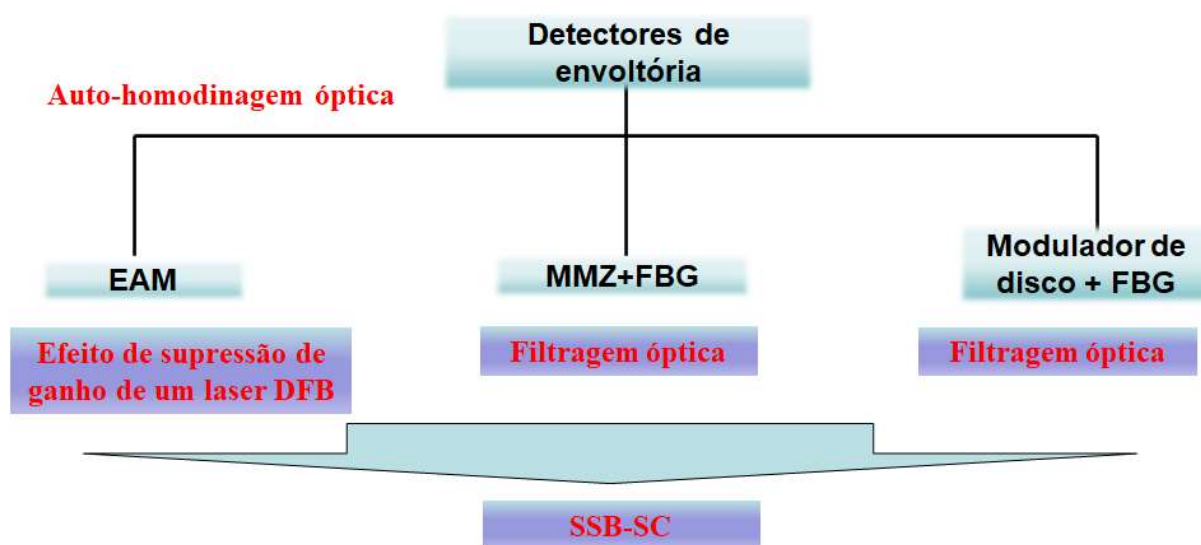 Detectores de
envoltória
Auto-homodinagem óptica
EAM
MMZ+FBG
Modulador de
disco + FBG
Efeito de supressão de
ganho de um laser DFB
Filtragem óptica
Filtragem óptica
SSB-SC